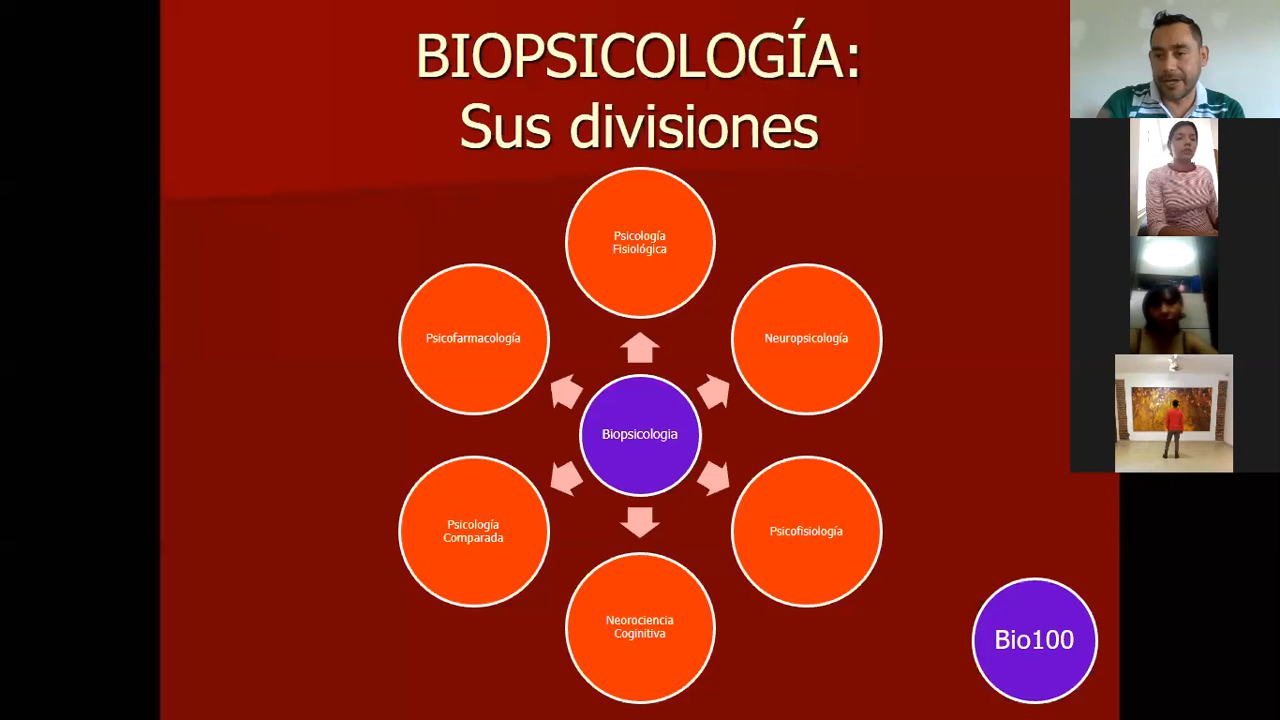 BIOPSICOLOGÍA:
Sus divisiones
Psicología
Fisiológica
Neuropsicología
Psicofisiología
Neorociencia
Coginitiva
Psicología
Comparada
Psicofarmacología
Biopsicologia
Bio100